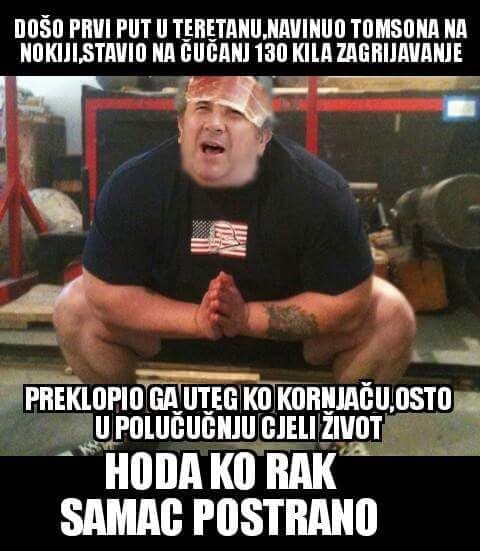 DOŠO PRVI PUT U TERETANU,NAVINUO TOMSONA NA
NOKIJI,STAVIO NA ČUČANJ 130 KILA ZAGRIJAVANJE
PREKLOPIO GA UTEG KO KORNJAČU,OSTO
U POLUČUČNJU CJELI ŽIVOT
HODA KO RAK
SAMAC POSTRANO